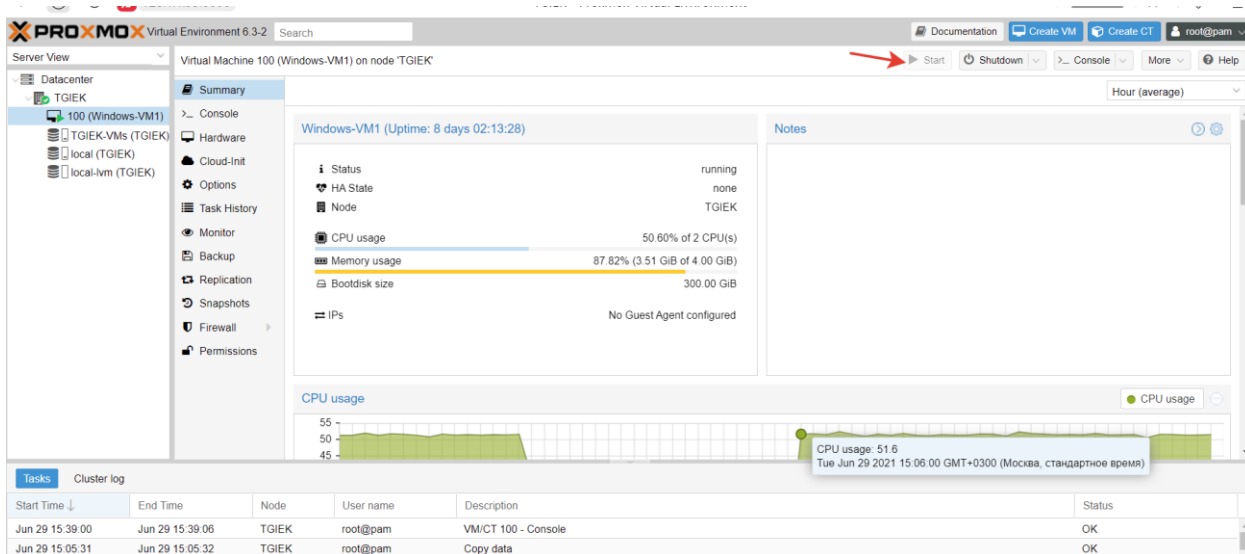 PROXMOX Virtual Environment 6.3-2 Search Documentation Create VM Create CT root@pam
Server View
Virtual Machine 100 (Windows-VM1) on node 'TGIEK' Start Shutdown >_ Console More Help
Datacenter
TGIEK
100 (Windows-VM1)
TGIEK-VMs (TGIEK)
local (TGIEK)
local-lvm (TGIEK)
Summary
>_ Console
Hardware
Cloud-Init
Options
Task History
Monitor
Backup
Replication
Snapshots
Firewall
Permissions
Hour (average)
Windows-VM1 (Uptime: 8 days 02:13:28)
Status running
HA State none
Node TGIEK
CPU usage 50.60% of 2 CPU(s)
Memory usage 87.82% (3.51 GiB of 4.00 GiB)
Bootdisk size 300.00 GiB
IPs No Guest Agent configured
Notes
CPU usage
CPU usage
55
50
45
CPU usage: 51.6
Tue Jun 29 2021 15:06:00 GMT+0300 (Москва, стандартное время)
Tasks Cluster log
Start Time End Time Node User name Description Status
Jun 29 15:39:00 Jun 29 15:39:06 TGIEK root@pam VM/CT 100 - Console OK
Jun 29 15:05:31 Jun 29 15:05:32 TGIEK root@pam Copy data OK